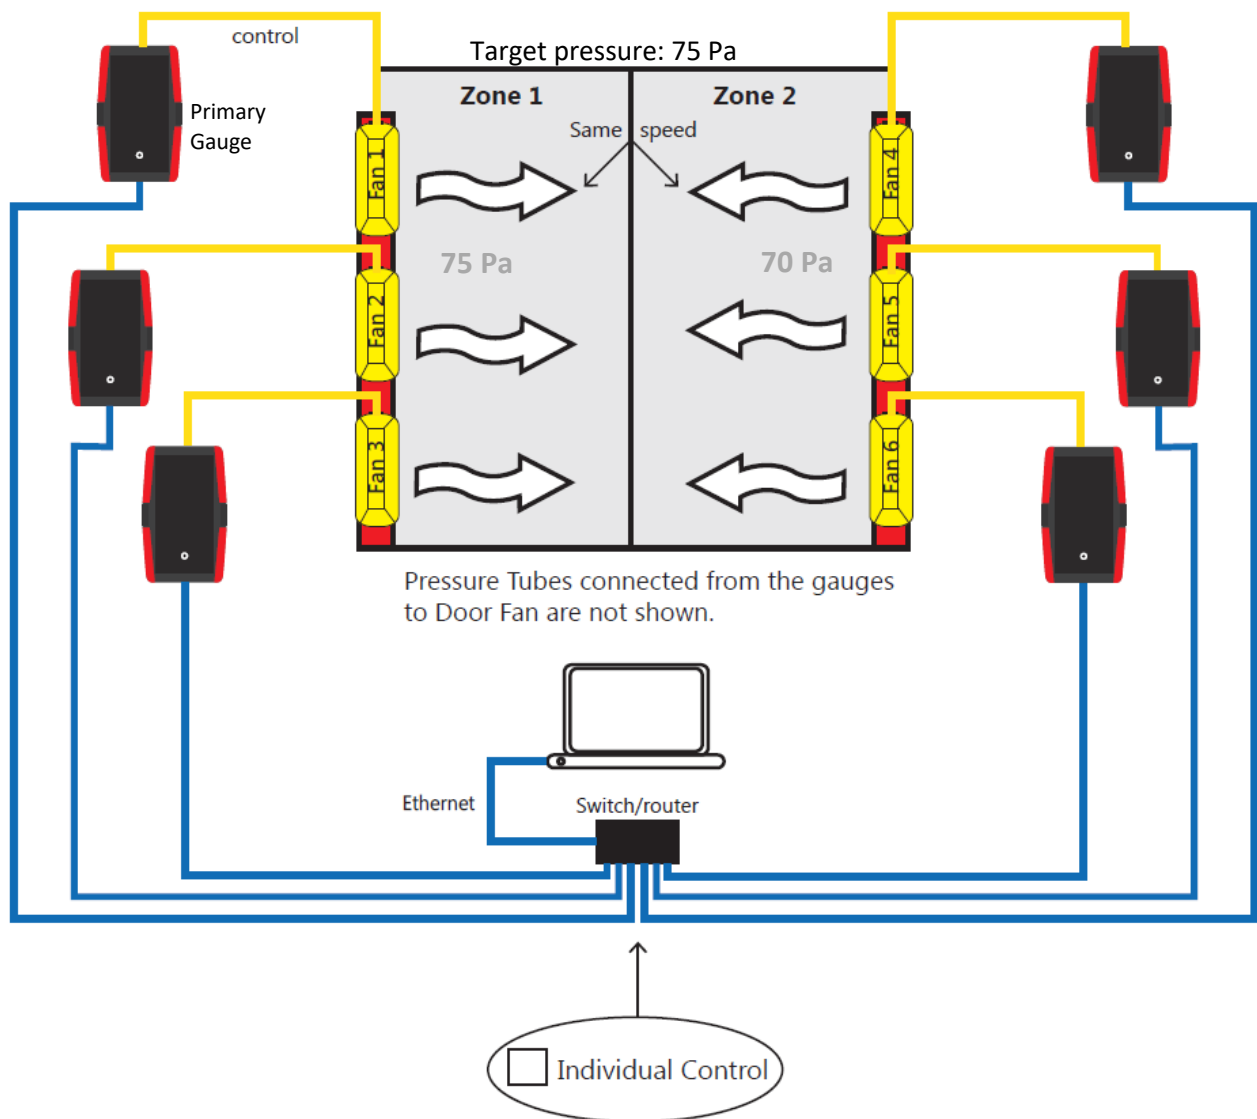 control
Target pressure: 75 Pa
Primary
Gauge
Zone 1
Zone 2
Same speed
Fan 1
Fan 4
75 Pa
70 Pa
Fan 2
Fan 5
Fan 3
Fan 6
Pressure Tubes connected from the gauges
to Door Fan are not shown.
Ethernet
Switch/router
Individual Control